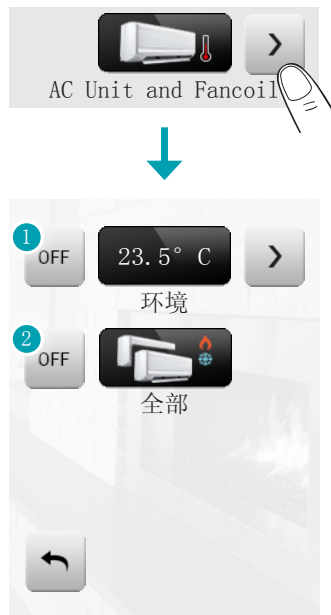 AC Unit and Fancoil
1
OFF
23.5° C
环境
2
OFF
全部